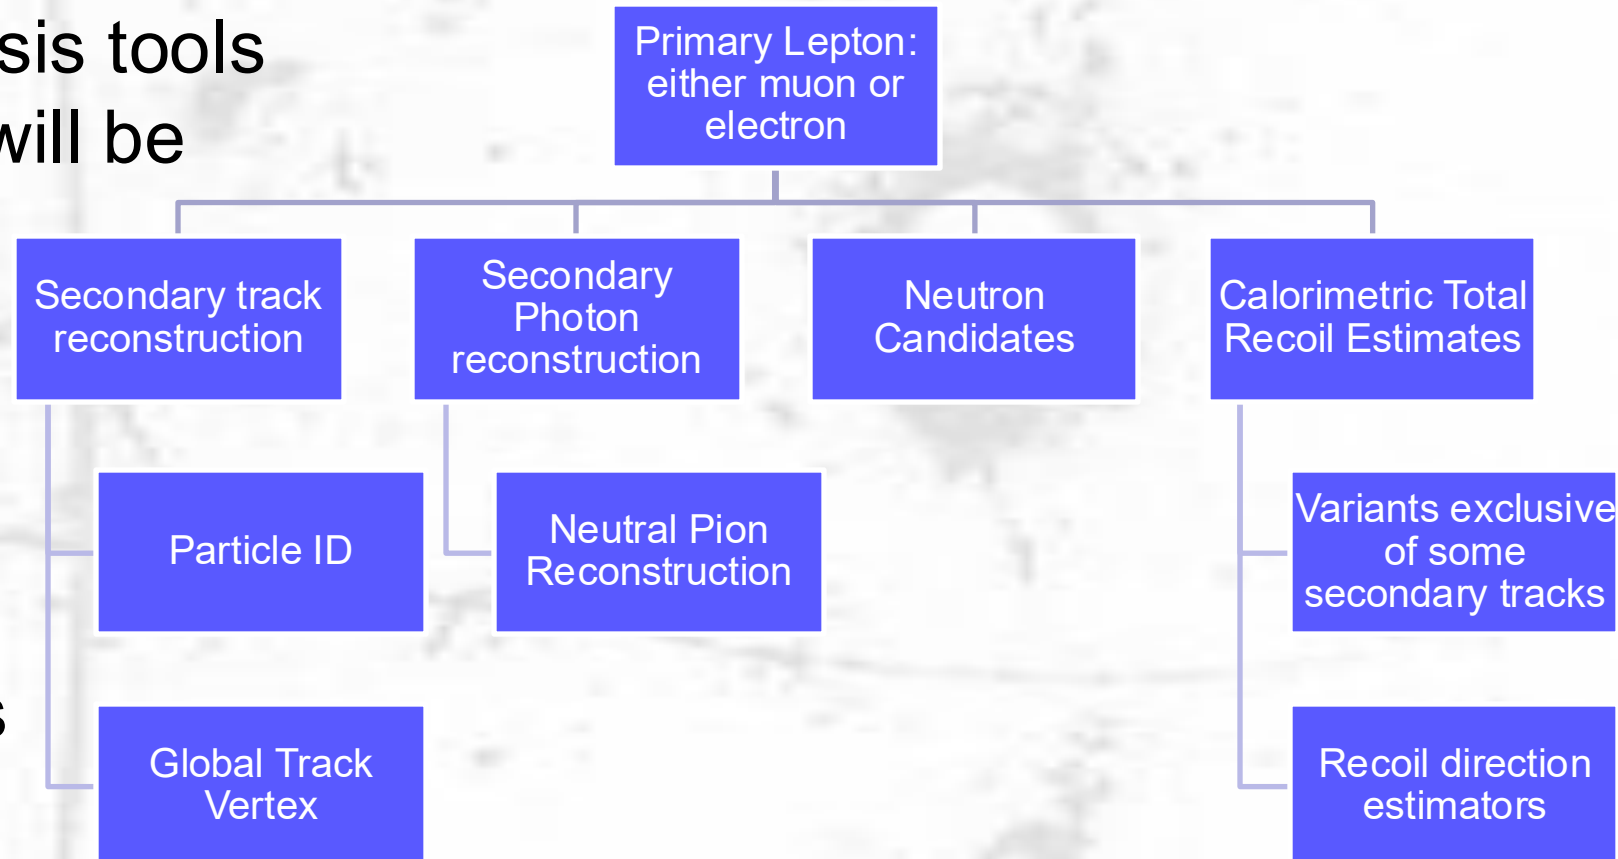 sis tools
will be
s
Primary Lepton:
either muon or
electron
Secondary track
reconstruction
Secondary
Photon
reconstruction
Neutron
Candidates
Calorimetric Total
Recoil Estimates
Particle ID
Neutral Pion
Reconstruction
Variants exclusive
of some
secondary tracks
Global Track
Vertex
Recoil direction
estimators